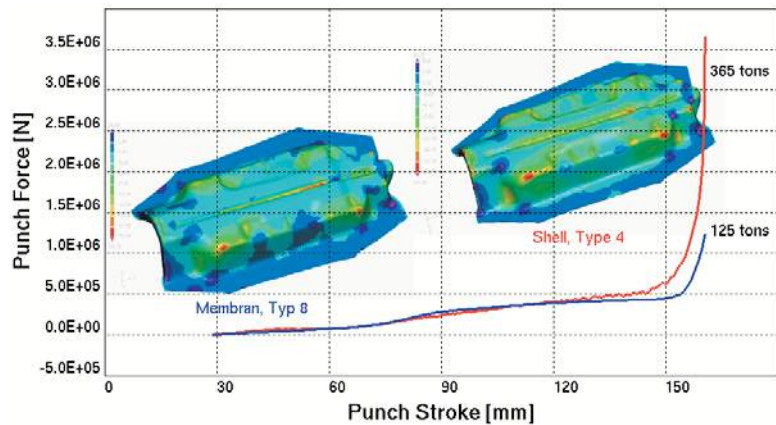 3.5E+06
365 tons
3.0E+06
2.5E+06
2.0E+06
1.5E+06
Shell, Type 4
125 tons
1.0E+06
5.0E+05
Membran, Typ 8
0.0E+00
-5.0E+05
0 30 60 90 120 150
Punch Stroke [mm]
Punch Force [N]